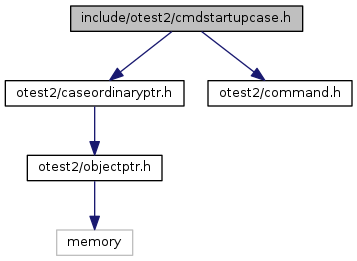 include/otest2/cmdstartupcase.h
otest2/caseordinaryptr.h
otest2/command.h
otest2/objectptr.h
memory